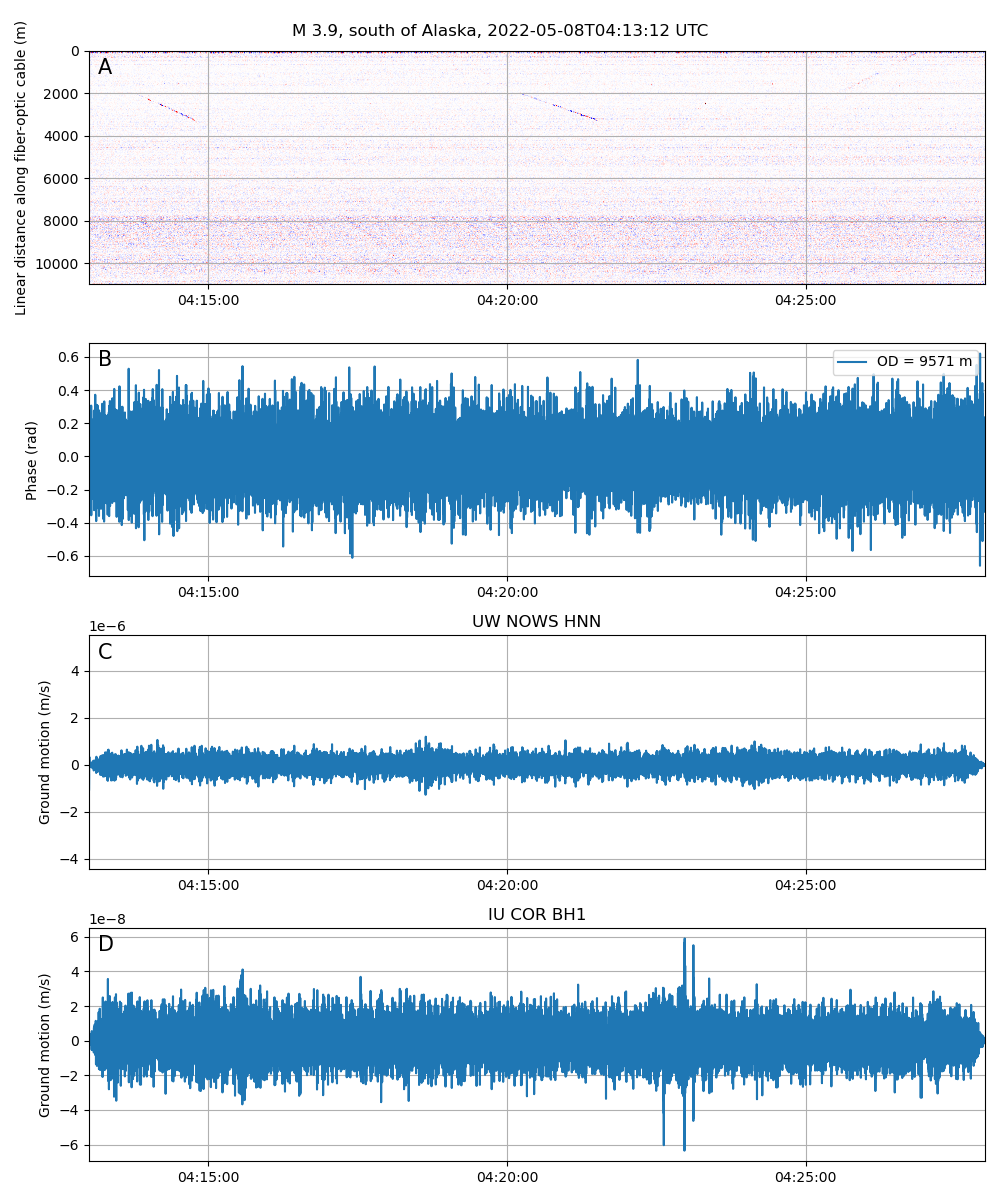 M 3.9, south of Alaska, 2022-05-08T04:13:12 UTC
A
Linear distance along fiber-optic cable (m)
0
2000
4000
6000
8000
10000
04:15:00 04:20:00 04:25:00
B
OD = 9571 m
Phase (rad)
0.6
0.4
0.2
0.0
−0.2
−0.4
−0.6
04:15:00 04:20:00 04:25:00
UW NOWS HNN
1e−6
C
Ground motion (m/s)
4
2
0
−2
−4
04:15:00 04:20:00 04:25:00
IU COR BH1
1e−8
D
Ground motion (m/s)
6
4
2
0
−2
−4
−6
04:15:00 04:20:00 04:25:00